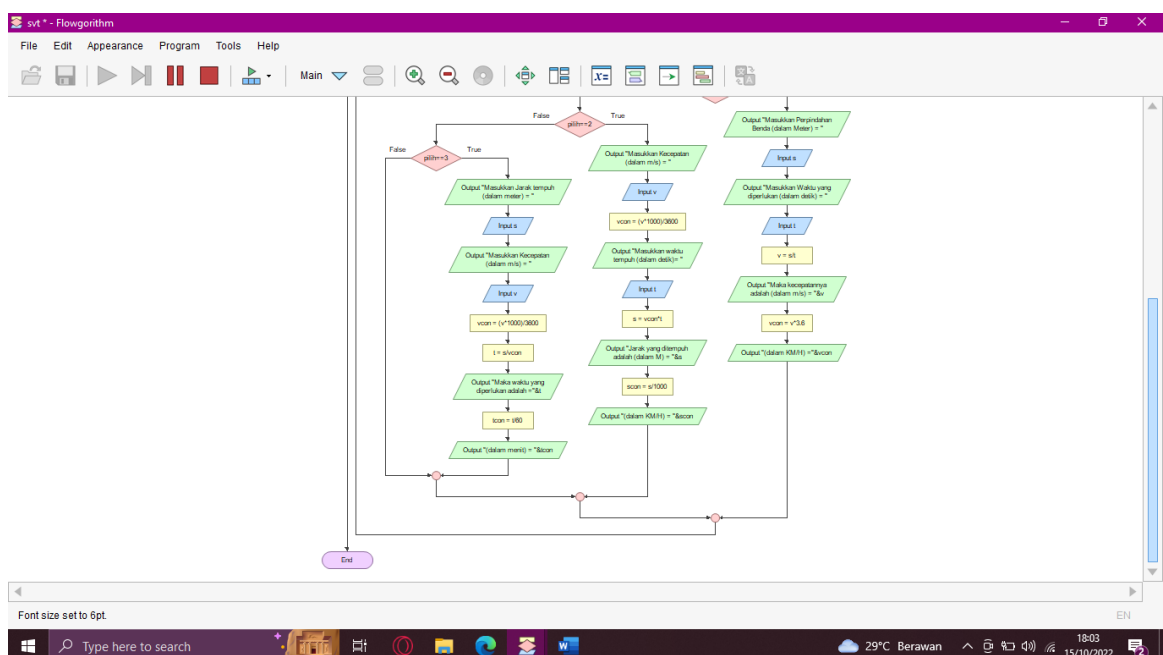 svt * - Flowgorithm
File Edit Appearance Program Tools Help
Main
x=
False
True
pilih==2
False
True
pilih==3
Output "Masukkan Jarak tempuh
(dalam meter) = "
Input s
Output "Masukkan Kecepatan
(dalam m/s) = "
Input v
vcon = (v*1000)/3600
t = s/vcon
Output "Maka waktu yang
diperlukan adalah ="&t
tcon = t/60
Output "(dalam menit) = "&tcon
Output "Masukkan Kecepatan
(dalam m/s) = "
Input v
vcon = (v*1000)/3600
Output "Masukkan waktu
tempuh (dalam detik)= "
Input t
s = vcon*t
Output "Jarak yang ditempuh
adalah (dalam M) = "&s
scon = s/1000
Output "(dalam KM/H) = "&scon
Output "Masukkan Perpindahan
Benda (dalam Meter) = "
Input s
Output "Masukkan Waktu yang
diperlukan (dalam detik) = "
Input t
v = s/t
Output "Maka kecepatannya
adalah (dalam m/s) = "&v
vcon = v*3.6
Output "(dalam KM/H) ="&vcon
End
Font size set to 6pt.
EN
Type here to search
29°C Berawan
18:03
15/10/2022
2